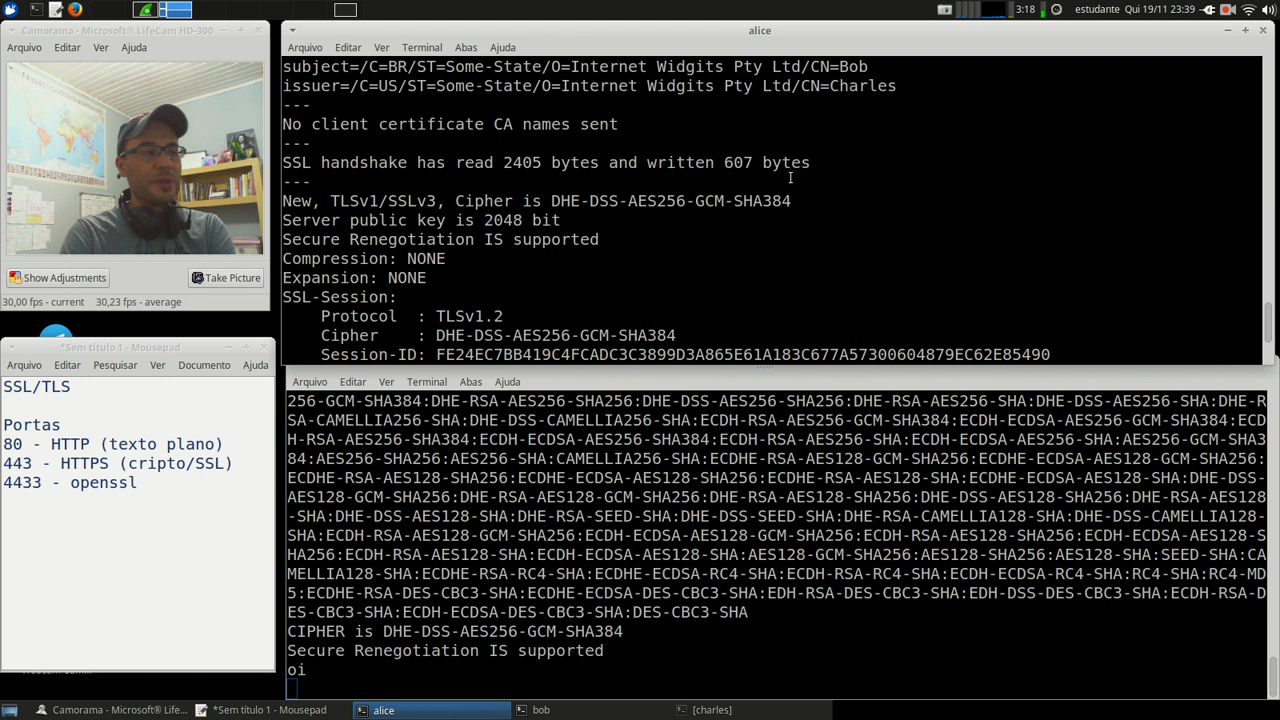 3:18
estudante
Qui 19/11 23:39
Camorama - Microsoft® LifeCam HD-300
Arquivo Editar Ver Ajuda
Show Adjustments
Take Picture
30,00 fps - current 30,23 fps - average
alice
Arquivo Editar Ver Terminal Abas Ajuda
subject=/C=BR/ST=Some-State/O=Internet Widgits Pty Ltd/CN=Bob
issuer=/C=US/ST=Some-State/O=Internet Widgits Pty Ltd/CN=Charles
---
No client certificate CA names sent
---
SSL handshake has read 2405 bytes and written 607 bytes
---
New, TLSv1/SSLv3, Cipher is DHE-DSS-AES256-GCM-SHA384
Server public key is 2048 bit
Secure Renegotiation IS supported
Compression: NONE
Expansion: NONE
SSL-Session:
Protocol : TLSv1.2
Cipher : DHE-DSS-AES256-GCM-SHA384
Session-ID: FE24EC7BB419C4FCADC3C3899D3A865E61A183C677A57300604879EC62E85490
*Sem título 1 - Mousepad
Arquivo Editar Pesquisar Ver Documento Ajuda
SSL/TLS
Portas
80 - HTTP (texto plano)
443 - HTTPS (cripto/SSL)
4433 - openssl
Arquivo Editar Ver Terminal Abas Ajuda
256-GCM-SHA384:DHE-RSA-AES256-SHA256:DHE-DSS-AES256-SHA256:DHE-RSA-AES256-SHA:DHE-DSS-AES256-SHA:DHE-R
SA-CAMELLIA256-SHA:DHE-DSS-CAMELLIA256-SHA:ECDH-RSA-AES256-GCM-SHA384:ECDH-ECDSA-AES256-GCM-SHA384:ECD
H-RSA-AES256-SHA384:ECDH-ECDSA-AES256-SHA384:ECDH-RSA-AES256-SHA:ECDH-ECDSA-AES256-SHA:AES256-GCM-SHA3
84:AES256-SHA256:AES256-SHA:CAMELLIA256-SHA:ECDHE-RSA-AES128-GCM-SHA256:ECDHE-ECDSA-AES128-GCM-SHA256:
ECDHE-RSA-AES128-SHA256:ECDHE-ECDSA-AES128-SHA256:ECDHE-RSA-AES128-SHA:ECDHE-ECDSA-AES128-SHA:DHE-DSS-
AES128-GCM-SHA256:DHE-RSA-AES128-GCM-SHA256:DHE-RSA-AES128-SHA256:DHE-DSS-AES128-SHA256:DHE-RSA-AES128
-SHA:DHE-DSS-AES128-SHA:DHE-RSA-SEED-SHA:DHE-DSS-SEED-SHA:DHE-RSA-CAMELLIA128-SHA:DHE-DSS-CAMELLIA128-
SHA:ECDH-RSA-AES128-GCM-SHA256:ECDH-ECDSA-AES128-GCM-SHA256:ECDH-RSA-AES128-SHA256:ECDH-ECDSA-AES128-S
HA256:ECDH-RSA-AES128-SHA:ECDH-ECDSA-AES128-SHA:AES128-GCM-SHA256:AES128-SHA256:AES128-SHA:SEED-SHA:CA
MELLIA128-SHA:ECDHE-RSA-RC4-SHA:ECDHE-ECDSA-RC4-SHA:ECDH-RSA-RC4-SHA:ECDH-ECDSA-RC4-SHA:RC4-SHA:RC4-MD
5:ECDHE-RSA-DES-CBC3-SHA:ECDHE-ECDSA-DES-CBC3-SHA:EDH-RSA-DES-CBC3-SHA:EDH-DSS-DES-CBC3-SHA:ECDH-RSA-D
ES-CBC3-SHA:ECDH-ECDSA-DES-CBC3-SHA:DES-CBC3-SHA
CIPHER is DHE-DSS-AES256-GCM-SHA384
Secure Renegotiation IS supported
oi
Camorama - Microsoft® LifeCa...
*Sem título 1 - Mousepad
alice
bob
[charles]